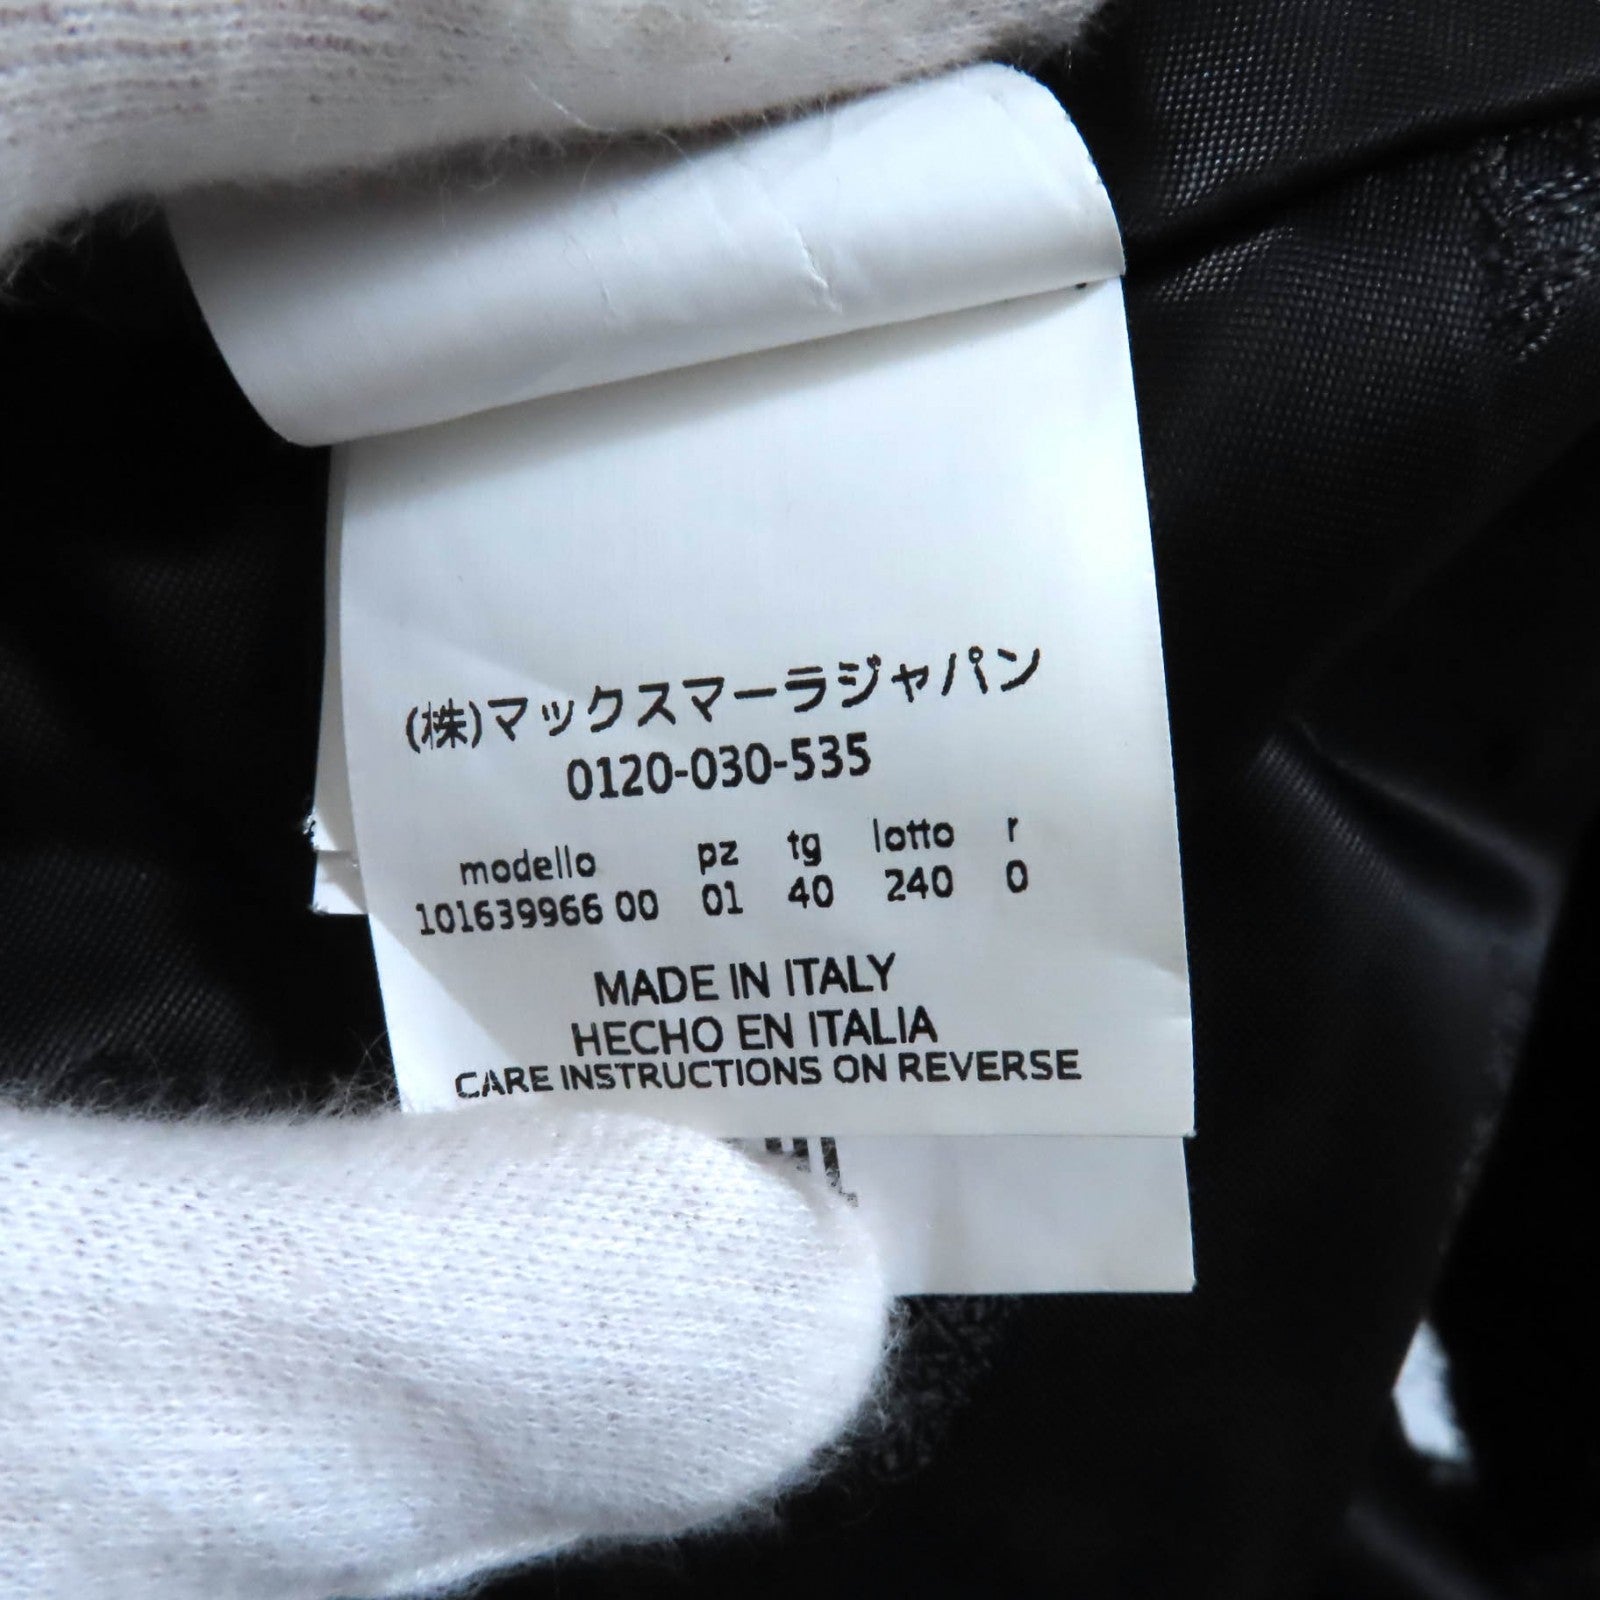 (株)マックスマーラジャパン
0120-030-535
modello pz tg lotto r
101639966 00 01 40 240 0
MADE IN ITALY
HECHO EN ITALIA
CARE INSTRUCTIONS ON REVERSE